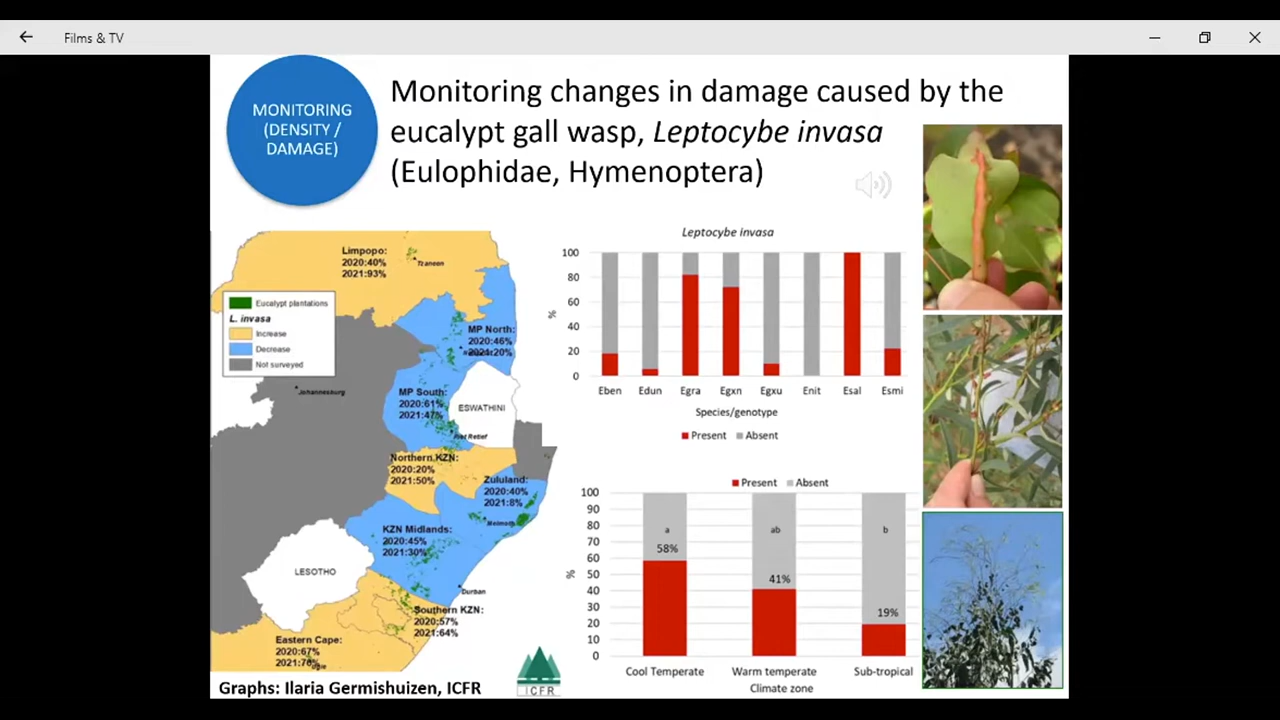 Films & TV
MONITORING
(DENSITY /
DAMAGE)
Monitoring changes in damage caused by the
eucalypt gall wasp, Leptocybe invasa
(Eulophidae, Hymenoptera)
Limpopo:
2020:40%
2021:93%
Tzaneen
Eucalypt plantations
L. invasa
Increase
Decrease
Not surveyed
MP North:
2020:46%
2021:20%
Johannesburg
MP South:
2020:61%
2021:47%
ESWATHINI
Piet Retief
Northern KZN:
2020:20%
2021:50%
Zululand:
2020:40%
2021:8%
Melmoth
KZN Midlands:
2020:45%
2021:30%
LESOTHO
Durban
Southern KZN:
2020:57%
2021:64%
Eastern Cape:
2020:67%
Graphs: Ilaria Germishuizen, ICFR
ICFR
Leptocybe invasa
100
80
60
40
20
0
%
Eben Edun Egra Egxn Egxu Enit Esal Esmi
Species/genotype
Present Absent
Present Absent
100
90
80
70
60
50
40
30
20
10
0
%
a ab b
58%
41%
19%
Cool Temperate Warm temperate Sub-tropical
Climate zone